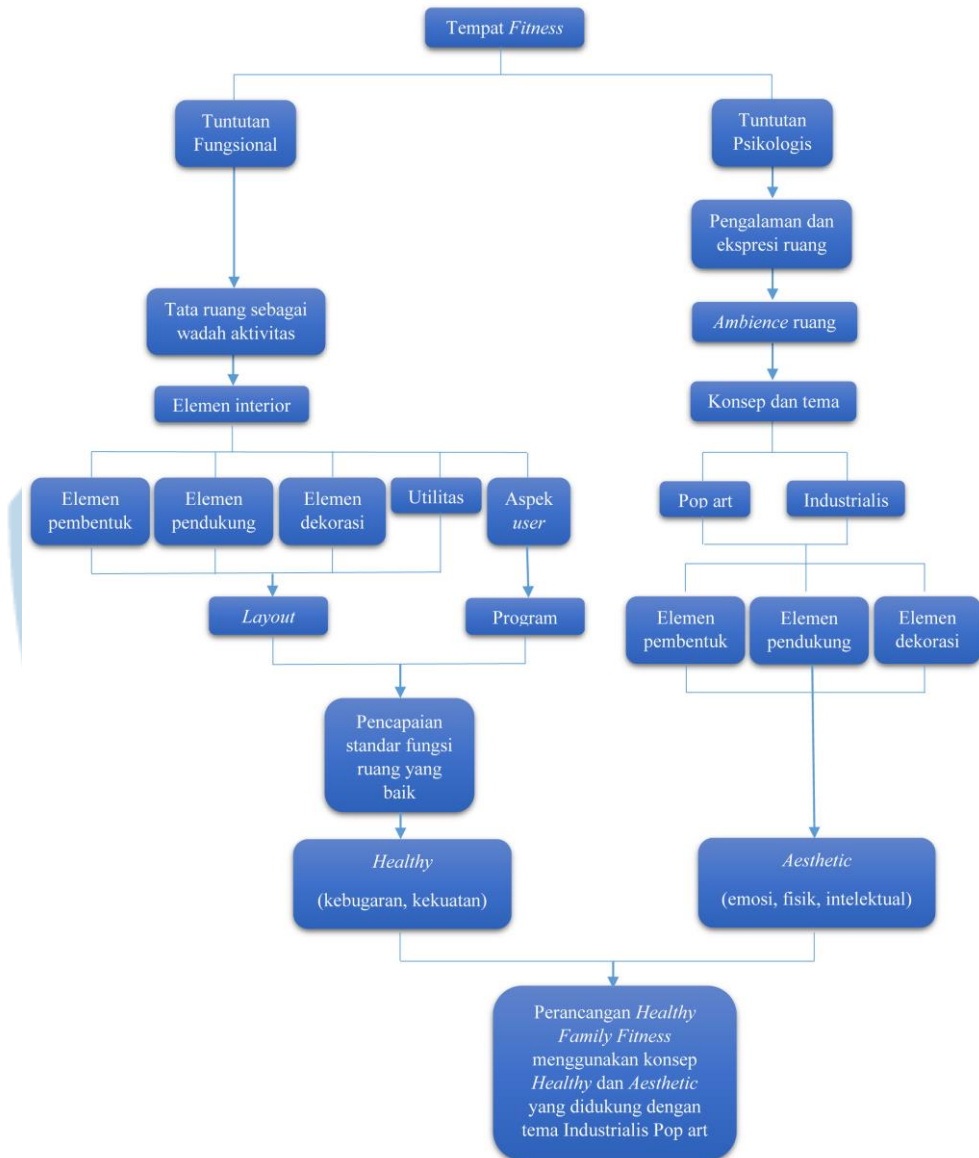 Tempat Fitness
Tuntutan
Fungsional
Tuntutan
Psikologis
Pengalaman dan
ekspresi ruang
Tata ruang sebagai
wadah aktivitas
Ambience ruang
Elemen interior
Konsep dan tema
Elemen
pembentuk
Elemen
pendukung
Elemen
dekorasi
Utilitas
Aspek
user
Pop art
Industrialis
Layout
Program
Elemen
pembentuk
Elemen
pendukung
Elemen
dekorasi
Pencapaian
standar fungsi
ruang yang
baik
Healthy
(kebugaran, kekuatan)
Aesthetic
(emosi, fisik, intelektual)
Perancangan Healthy
Family Fitness
menggunakan konsep
Healthy dan Aesthetic
yang didukung dengan
tema Industrialis Pop art